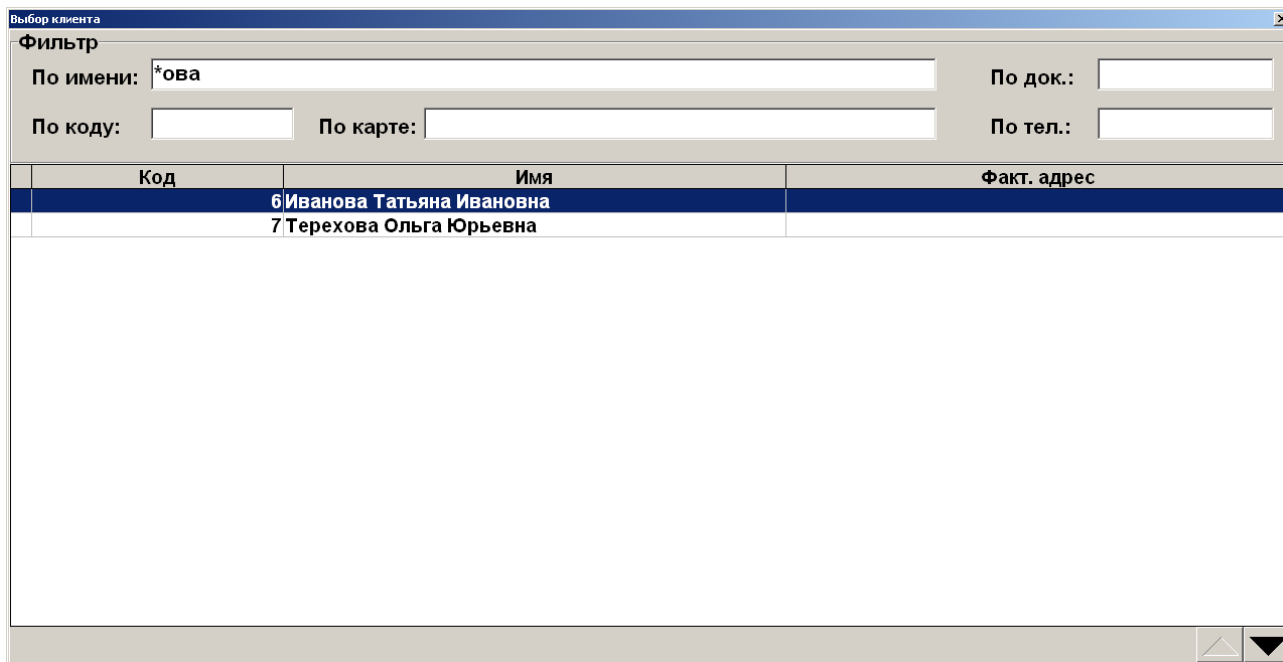 Выбор клиента
Фильтр
По имени: *ова По док.:
По коду: По карте: По тел.:
Код Имя Факт. адрес
6 Иванова Татьяна Ивановна
7 Терехова Ольга Юрьевна